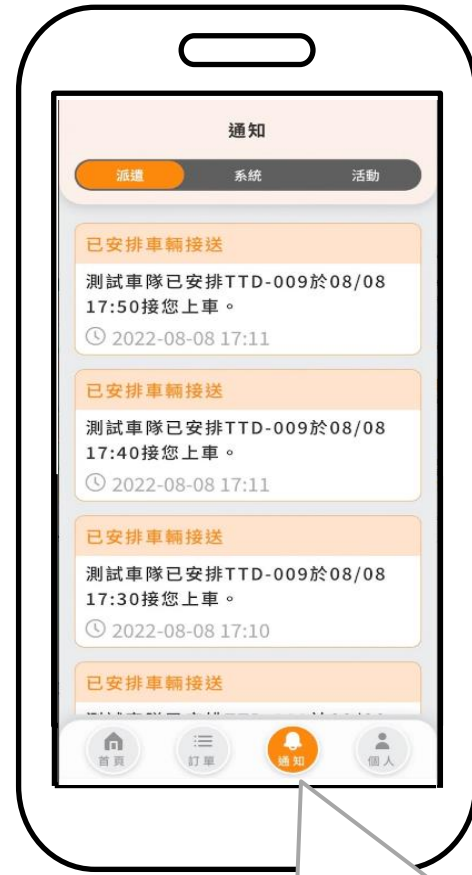 通知
派遣 系統 活動
已安排車輛接送
測試車隊已安排TTD-009於08/08
17:50接您上車。
2022-08-08 17:11
已安排車輛接送
測試車隊已安排TTD-009於08/08
17:40接您上車。
2022-08-08 17:11
已安排車輛接送
測試車隊已安排TTD-009於08/08
17:30接您上車。
2022-08-08 17:10
已安排車輛接送
首頁 訂單 通知 個人